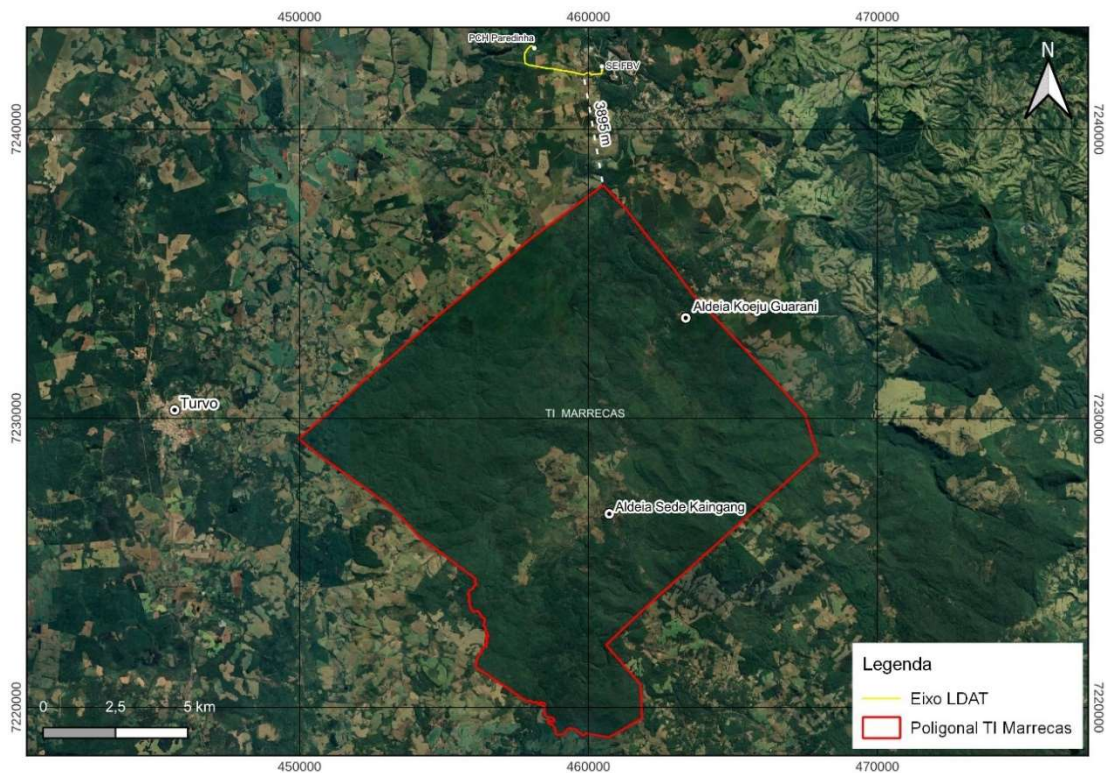 450000 460000 470000
PCH Paredinha
SE FBV
N
3895 m
7240000 7240000
Aldeia Koeju Guarani
Turvo
TI MARRECAS
7230000 7230000
Aldeia Sede Kaingang
Legenda
Eixo LDAT
Poligonal TI Marrecas
0 2,5 5 km
7220000 7220000
450000 460000 470000